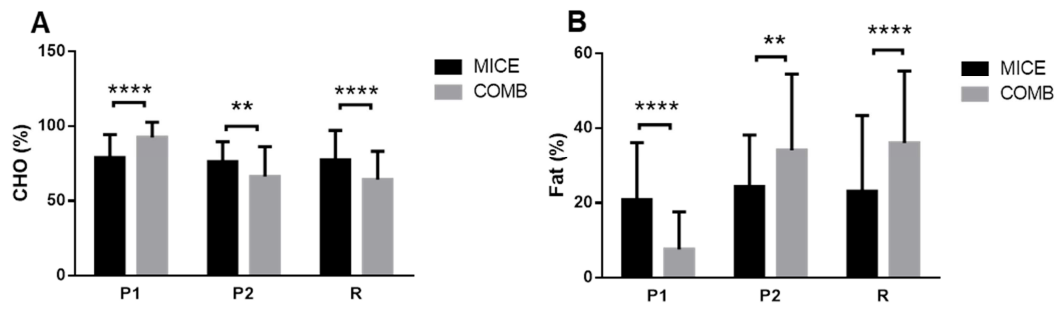 A
CHO (%)
150
100
50
0
****
**
****
P1
P2
R
MICE
COMB
B
Fat (%)
60
40
20
0
****
**
****
P1
P2
R
MICE
COMB